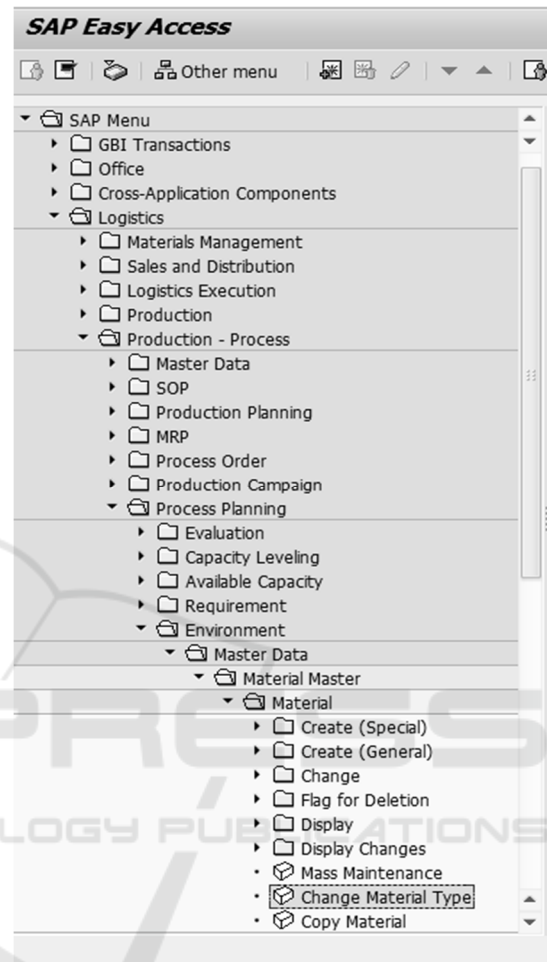 SAP Easy Access
Other menu
SAP Menu
GBI Transactions
Office
Cross-Application Components
Logistics
Materials Management
Sales and Distribution
Logistics Execution
Production
Production - Process
Master Data
SOP
Production Planning
MRP
Process Order
Production Campaign
Process Planning
Evaluation
Capacity Leveling
Available Capacity
Requirement
Environment
Master Data
Material Master
Material
Create (Special)
Create (General)
Change
Flag for Deletion
Display
Display Changes
Mass Maintenance
Change Material Type
Copy Material
PRESS
LOGY PUBLICATIONS